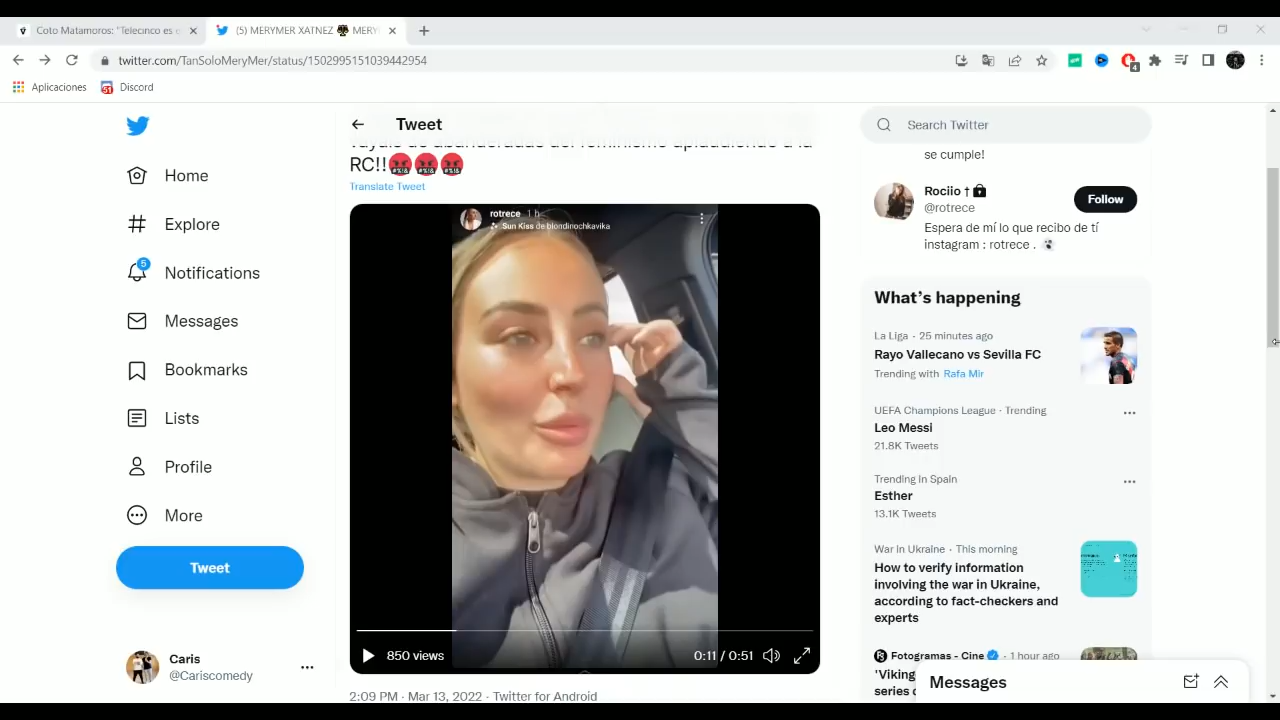 Coto Matamoros: "Telecinco es
(5) MERYMER XATNEZ 🐯 MERY
twitter.com/TanSoloMeryMer/status/1502995151039442954
4
Aplicaciones
Discord
Tweet
RC!!🤬🤬🤬
Translate Tweet
rotrece 1 h
Sun Kiss de blondinochkavika
850 views
0:11 / 0:51
2:09 PM · Mar 13, 2022 · Twitter for Android
Home
Explore
5
Notifications
Messages
Bookmarks
Lists
Profile
More
Tweet
Caris
@Cariscomedy
Search Twitter
se cumple!
Rociio † 🔒
@rotrece
Follow
Espera de mí lo que recibo de tí
instagram : rotrece .
What's happening
La Liga · 25 minutes ago
Rayo Vallecano vs Sevilla FC
Trending with Rafa Mir
UEFA Champions League · Trending
Leo Messi
21.8K Tweets
Trending in Spain
Esther
13.1K Tweets
War in Ukraine · This morning
How to verify information
involving the war in Ukraine,
according to fact-checkers and
experts
Fotogramas - Cine · 1 hour ago
'Viking
series
Messages